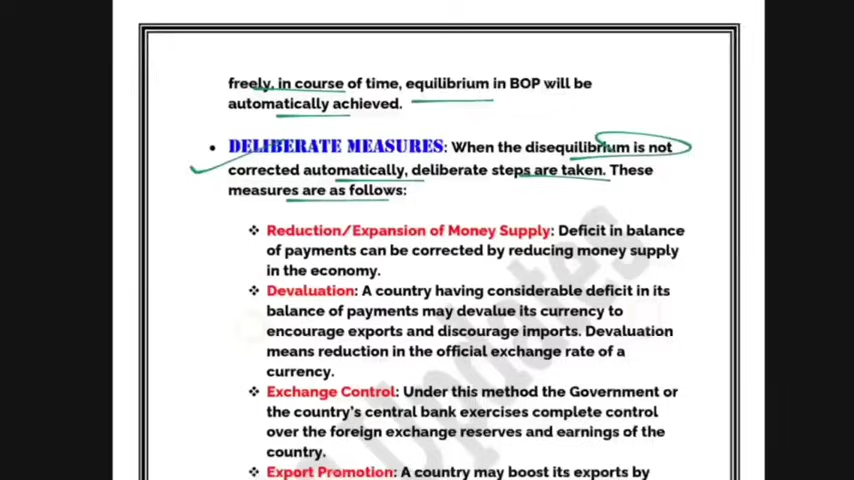 freely, in course of time, equilibrium in BOP will be
automatically achieved.
• DELIBERATE MEASURES: When the disequilibrium is not
corrected automatically, deliberate steps are taken. These
measures are as follows:
❖ Reduction/Expansion of Money Supply: Deficit in balance
of payments can be corrected by reducing money supply
in the economy.
❖ Devaluation: A country having considerable deficit in its
balance of payments may devalue its currency to
encourage exports and discourage imports. Devaluation
means reduction in the official exchange rate of a
currency.
❖ Exchange Control: Under this method the Government or
the country's central bank exercises complete control
over the foreign exchange reserves and earnings of the
country.
❖ Export Promotion: A country may boost its exports by
Updates